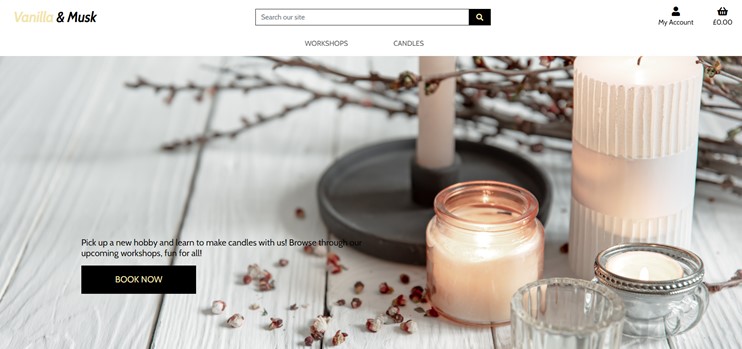 Vanilla & Musk
Search our site
My Account
£0.00
WORKSHOPS
CANDLES
Pick up a new hobby and learn to make candles with us! Browse through our
upcoming workshops, fun for all!
BOOK NOW